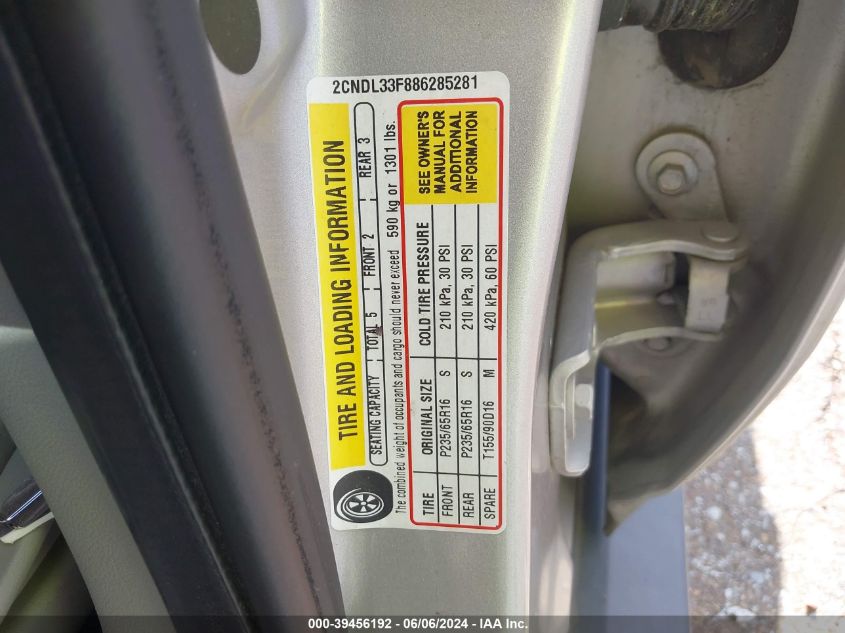 2CNDL33F886285281
TIRE AND LOADING INFORMATION
SEATING CAPACITY TOTAL 5 FRONT 2 REAR 3
The combined weight of occupants and cargo should never exceed 590 kg or 1301 lbs.
TIRE ORIGINAL SIZE COLD TIRE PRESSURE
FRONT P235/65R16 S 210 kPa, 30 PSI
REAR P235/65R16 S 210 kPa, 30 PSI
SPARE T155/90D16 M 420 kPa, 60 PSI
SEE OWNER'S
MANUAL FOR
ADDITIONAL
INFORMATION
000-39456192 - 06/06/2024 - IAA Inc.